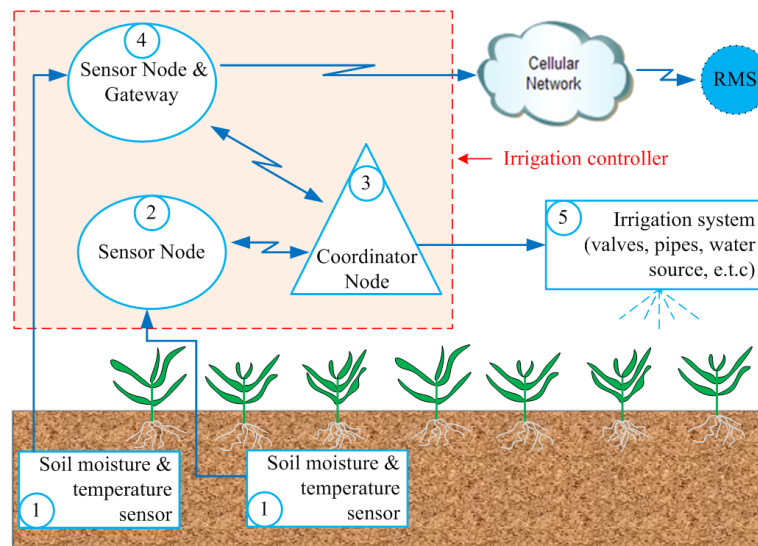 4
Sensor Node &
Gateway
Cellular
Network
RMS
Irrigation controller
2
Sensor Node
3
Coordinator
Node
5
Irrigation system
(valves, pipes, water
source, e.t.c)
Soil moisture &
temperature
sensor
1
Soil moisture &
temperature
sensor
1